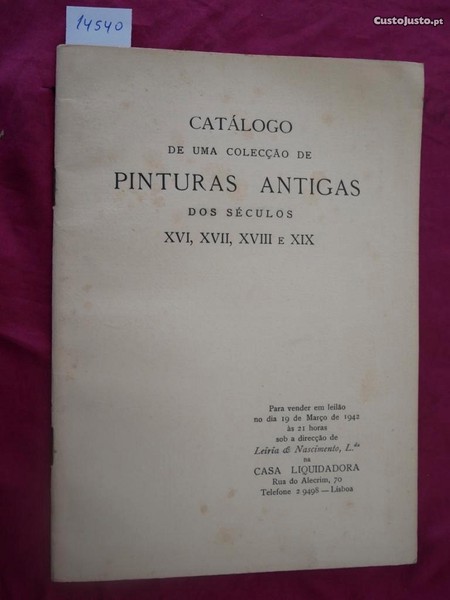 14540
CustoJusto.pt
CATÁLOGO
DE UMA COLECÇÃO DE
PINTURAS ANTIGAS
DOS SÉCULOS
XVI, XVII, XVIII E XIX
Para vender em leilão
no dia 19 de Março de 1942
às 21 horas
sob a direcção de
Leiria & Nascimento, L.da
NA
CASA LIQUIDADORA
Rua do Alecrim, 70
Telefone 2 9498 — Lisboa